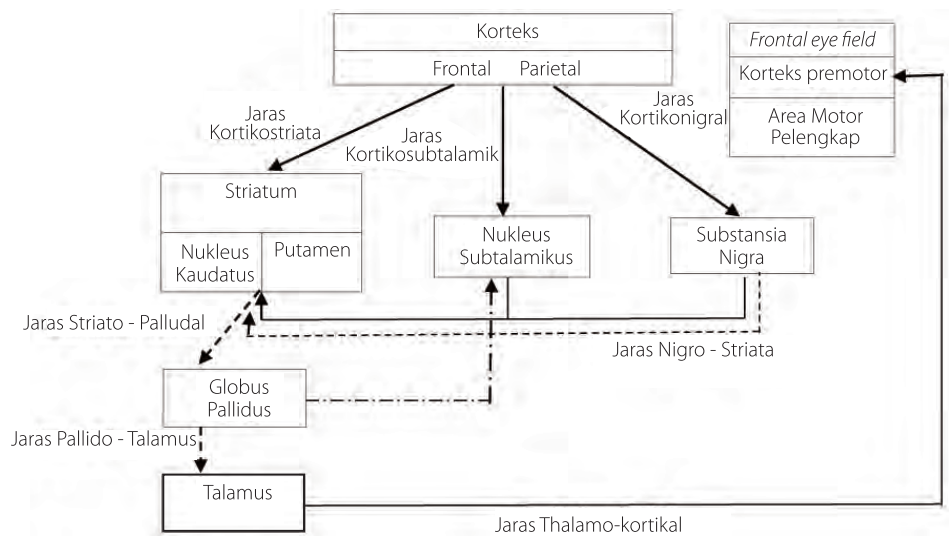 Korteks
Frontal Parietal
Frontal eye field
Korteks premotor
Area Motor
Pelengkap
Jaras
Kortikostriata
Jaras
Kortikosubtalamik
Jaras
Kortikonigral
Striatum
Nukleus
Kaudatus
Putamen
Nukleus
Subtalamikus
Substansia
Nigra
Jaras Striato - Palludal
Jaras Nigro - Striata
Globus
Pallidus
Jaras Pallido - Talamus
Talamus
Jaras Thalamo-kortikal